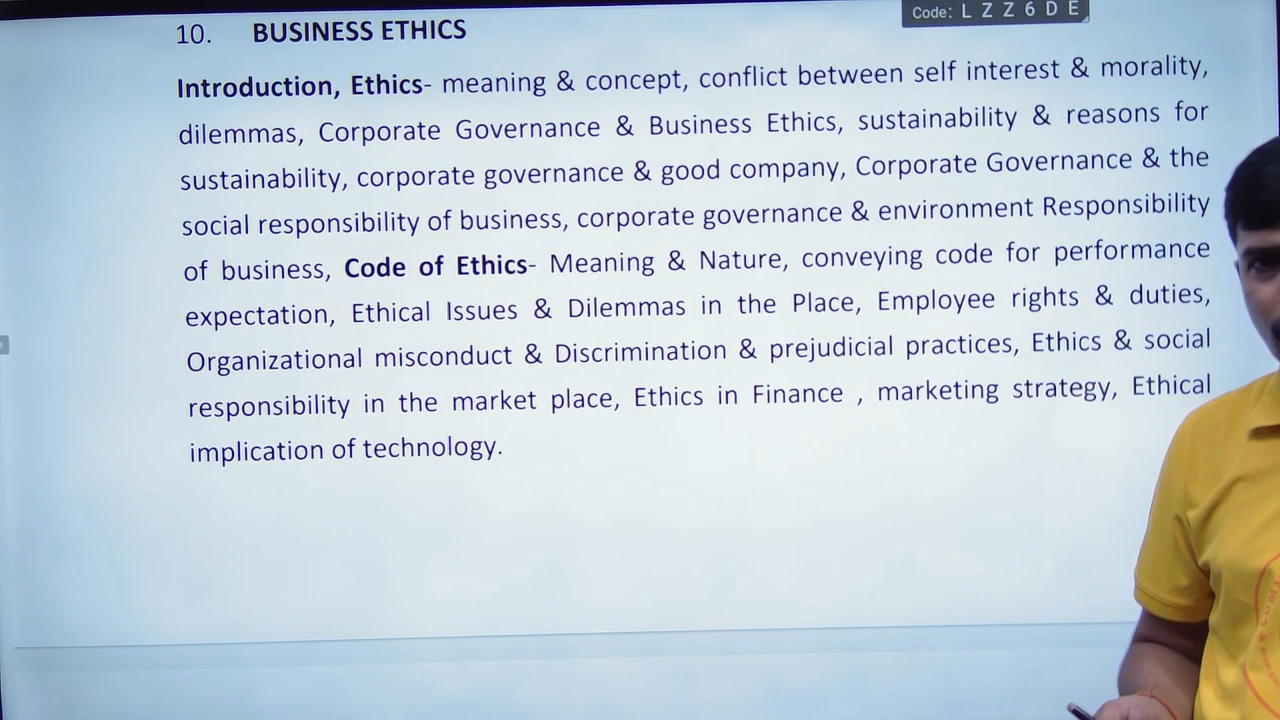 Code: L Z Z 6 D E
10. BUSINESS ETHICS
Introduction, Ethics- meaning & concept, conflict between self interest & morality,
dilemmas, Corporate Governance & Business Ethics, sustainability & reasons for
sustainability, corporate governance & good company, Corporate Governance & the
social responsibility of business, corporate governance & environment Responsibility
of business, Code of Ethics- Meaning & Nature, conveying code for performance
expectation, Ethical Issues & Dilemmas in the Place, Employee rights & duties,
Organizational misconduct & Discrimination & prejudicial practices, Ethics & social
responsibility in the market place, Ethics in Finance , marketing strategy, Ethical
implication of technology.